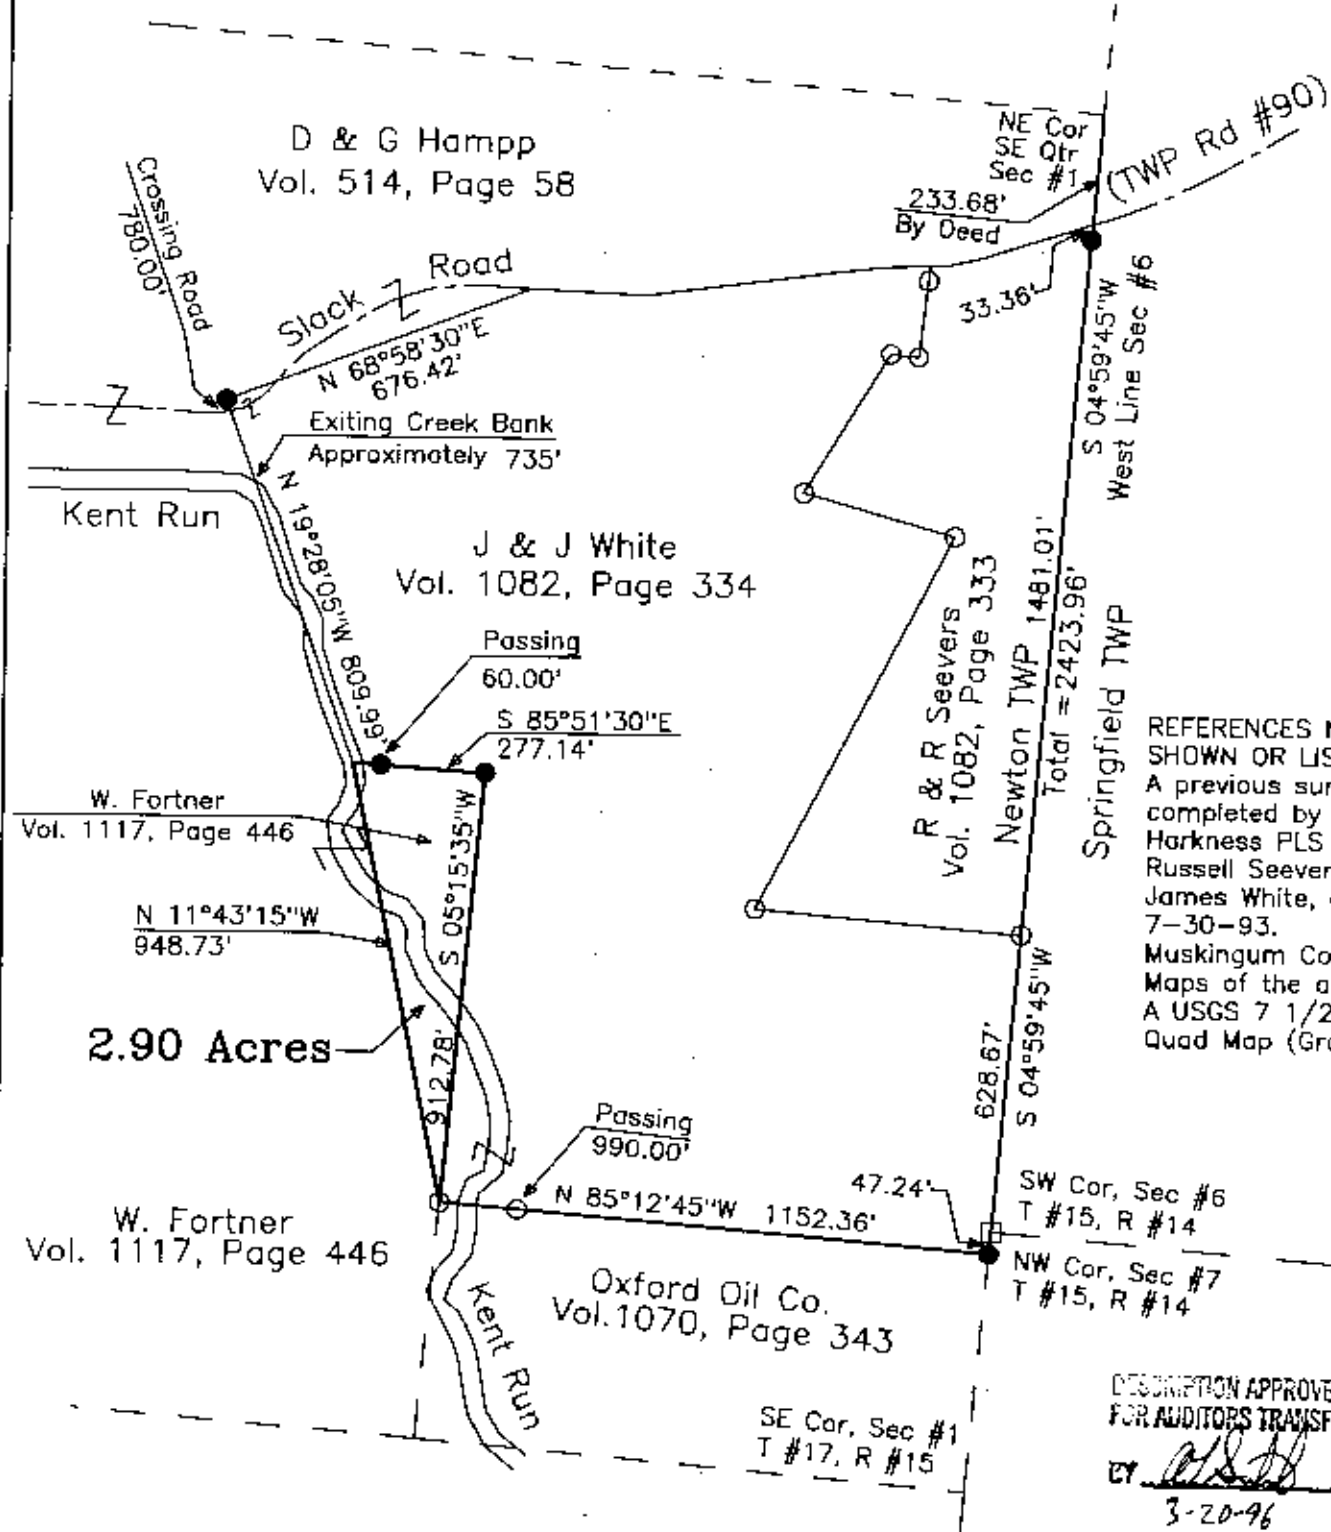 D & G Hampp
Vol. 514, Page 58
NE Cor
SE Qtr
Sec #1
(TWP Rd #90)
233.68'
By Deed
Crossing Road
780.00'
Slack Road
33.36'
N 68°58'30"E
676.42'
S 04°59'45"W
West Line Sec #6
Exiting Creek Bank
Approximately 735'
Kent Run
N 19°28'05"W 809.99'
J & J White
Vol. 1082, Page 334
Passing
60.00'
S 85°51'30"E
277.14'
R & R Seevers
Vol. 1082, Page 333
Newton TWP 1481.01'
Total =2423.96'
Springfield TWP
W. Fortner
Vol. 1117, Page 446
S 05°15'35"W
912.78'
N 11°43'15"W
948.73'
2.90 Acres
REFERENCES
SHOWN OR
A previous
completed by
Harkness PLS
Russell Seever
James White,
7-30-93.
Muskingum Co
Maps of the a
A USGS 7 1/2
Quad Map (Gr
628.67'
S 04°59'45"W
Passing
990.00'
N 85°12'45"W 1152.36'
47.24'
SW Cor, Sec #6
T #15, R #14
NW Cor, Sec #7
T #15, R #14
W. Fortner
Vol. 1117, Page 446
Oxford Oil Co.
Vol.1070, Page 343
Kent Run
SE Cor, Sec #1
T #17, R #15
DESCRIPTION APPROVE
FOR AUDITORS TRANSF
BY
3-20-96